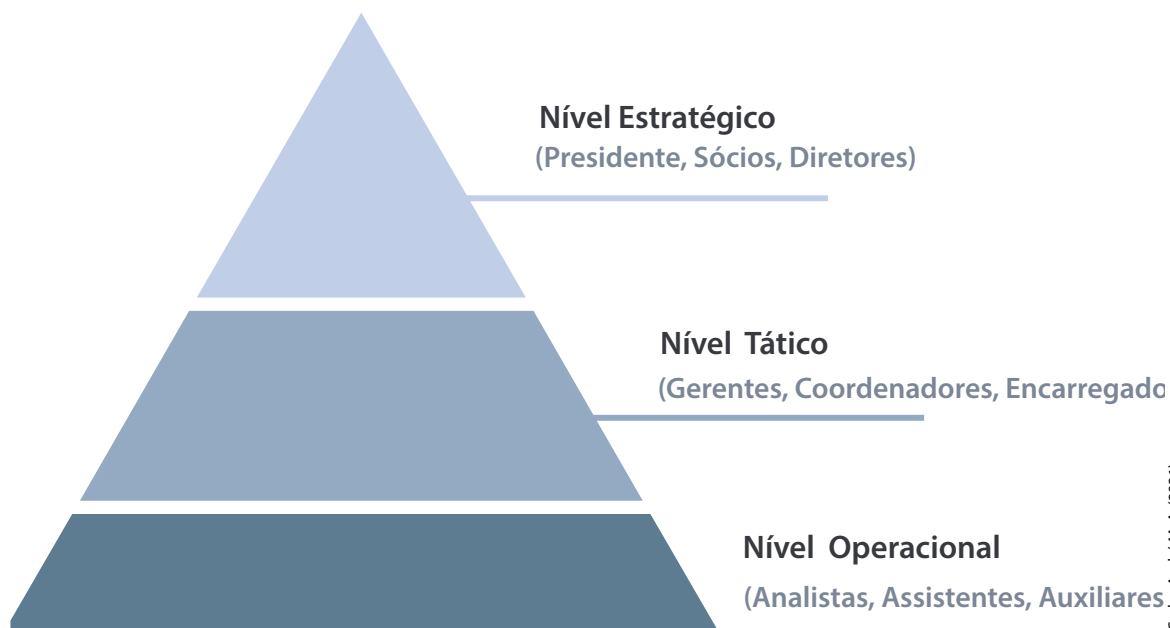 Nível Estratégico
(Presidente, Sócios, Diretores)
Nível Tático
(Gerentes, Coordenadores, Encarregado
Nível Operacional
(Analistas, Assistentes, Auxiliares